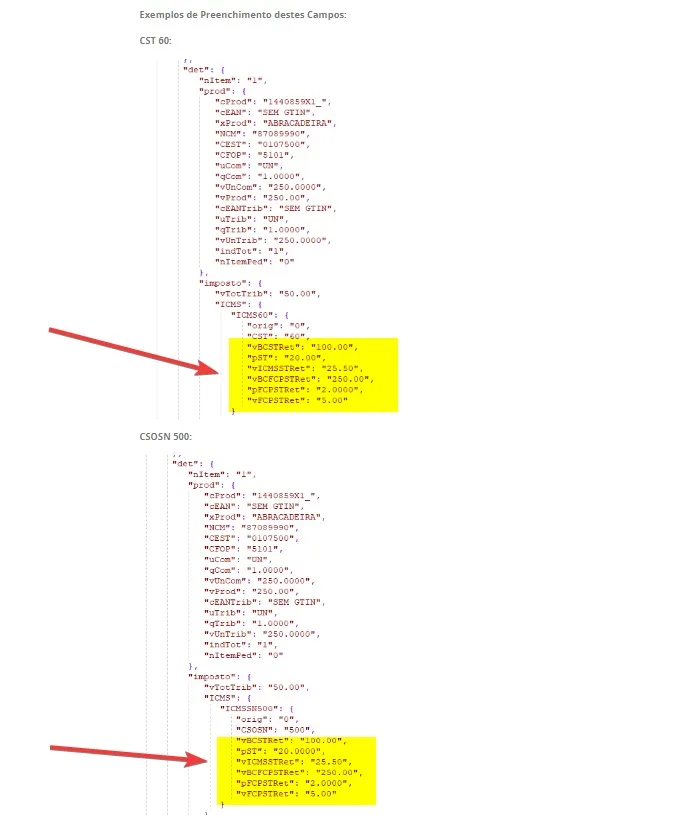 Exemplos de Preenchimento destes Campos:
CST 60:
},
"det": {
"nItem": "1",
"prod": {
"cProd": "1440859X1_",
"cEAN": "SEM GTIN",
"xProd": "ABRACADEIRA",
"NCM": "87089990",
"CEST": "0107500",
"CFOP": "5101",
"uCom": "UN",
"qCom": "1.0000",
"vUnCom": "250.0000",
"vProd": "250.00",
"cEANTrib": "SEM GTIN",
"uTrib": "UN",
"qTrib": "1.0000",
"vUnTrib": "250.0000",
"indTot": "1",
"nItemPed": "0"
},
"imposto": {
"vTotTrib": "50.00",
"ICMS": {
"ICMS60": {
"orig": "0",
"CST": "60",
"vBCSTRet": "100.00",
"pST": "20.00",
"vICMSSTRet": "25.50",
"vBCFCPSTRet": "250.00",
"pFCPSTRet": "2.0000",
"vFCPSTRet": "5.00"
}
CSOSN 500:
},
"det": {
"nItem": "1",
"prod": {
"cProd": "1440859X1_",
"cEAN": "SEM GTIN",
"xProd": "ABRACADEIRA",
"NCM": "87089990",
"CEST": "0107500",
"CFOP": "5101",
"uCom": "UN",
"qCom": "1.0000",
"vUnCom": "250.0000",
"vProd": "250.00",
"cEANTrib": "SEM GTIN",
"uTrib": "UN",
"qTrib": "1.0000",
"vUnTrib": "250.0000",
"indTot": "1",
"nItemPed": "0"
},
"imposto": {
"vTotTrib": "50.00",
"ICMS": {
"ICMSSN500": {
"orig": "0",
"CSOSN": "500",
"vBCSTRet": "100.00",
"pST": "20.0000",
"vICMSSTRet": "25.50",
"vBCFCPSTRet": "250.00",
"pFCPSTRet": "2.0000",
"vFCPSTRet": "5.00"
}
}